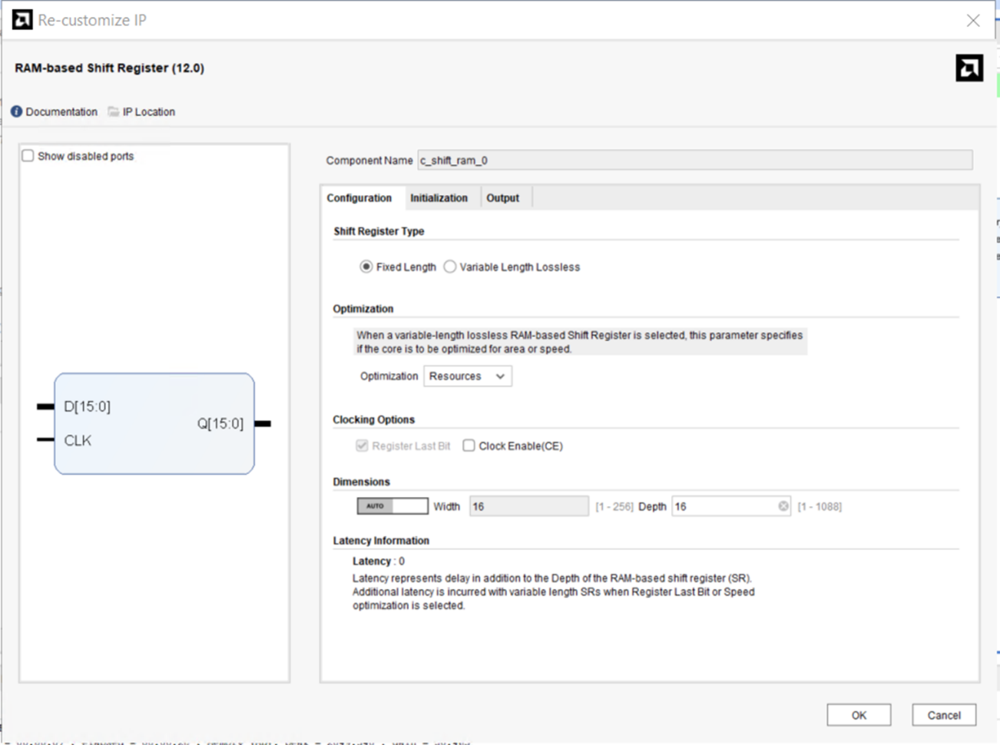 Re-customize IP
RAM-based Shift Register (12.0)
Documentation IP Location
Show disabled ports
D[15:0]
CLK
Q[15:0]
Component Name c_shift_ram_0
Configuration Initialization Output
Shift Register Type
Fixed Length Variable Length Lossless
Optimization
When a variable-length lossless RAM-based Shift Register is selected, this parameter specifies
if the core is to be optimized for area or speed.
Optimization Resources
Clocking Options
Register Last Bit Clock Enable(CE)
Dimensions
AUTO Width 16 [1 - 256] Depth 16 [1 - 1088]
Latency Information
Latency : 0
Latency represents delay in addition to the Depth of the RAM-based shift register (SR).
Additional latency is incurred with variable length SRs when Register Last Bit or Speed
optimization is selected.
OK Cancel